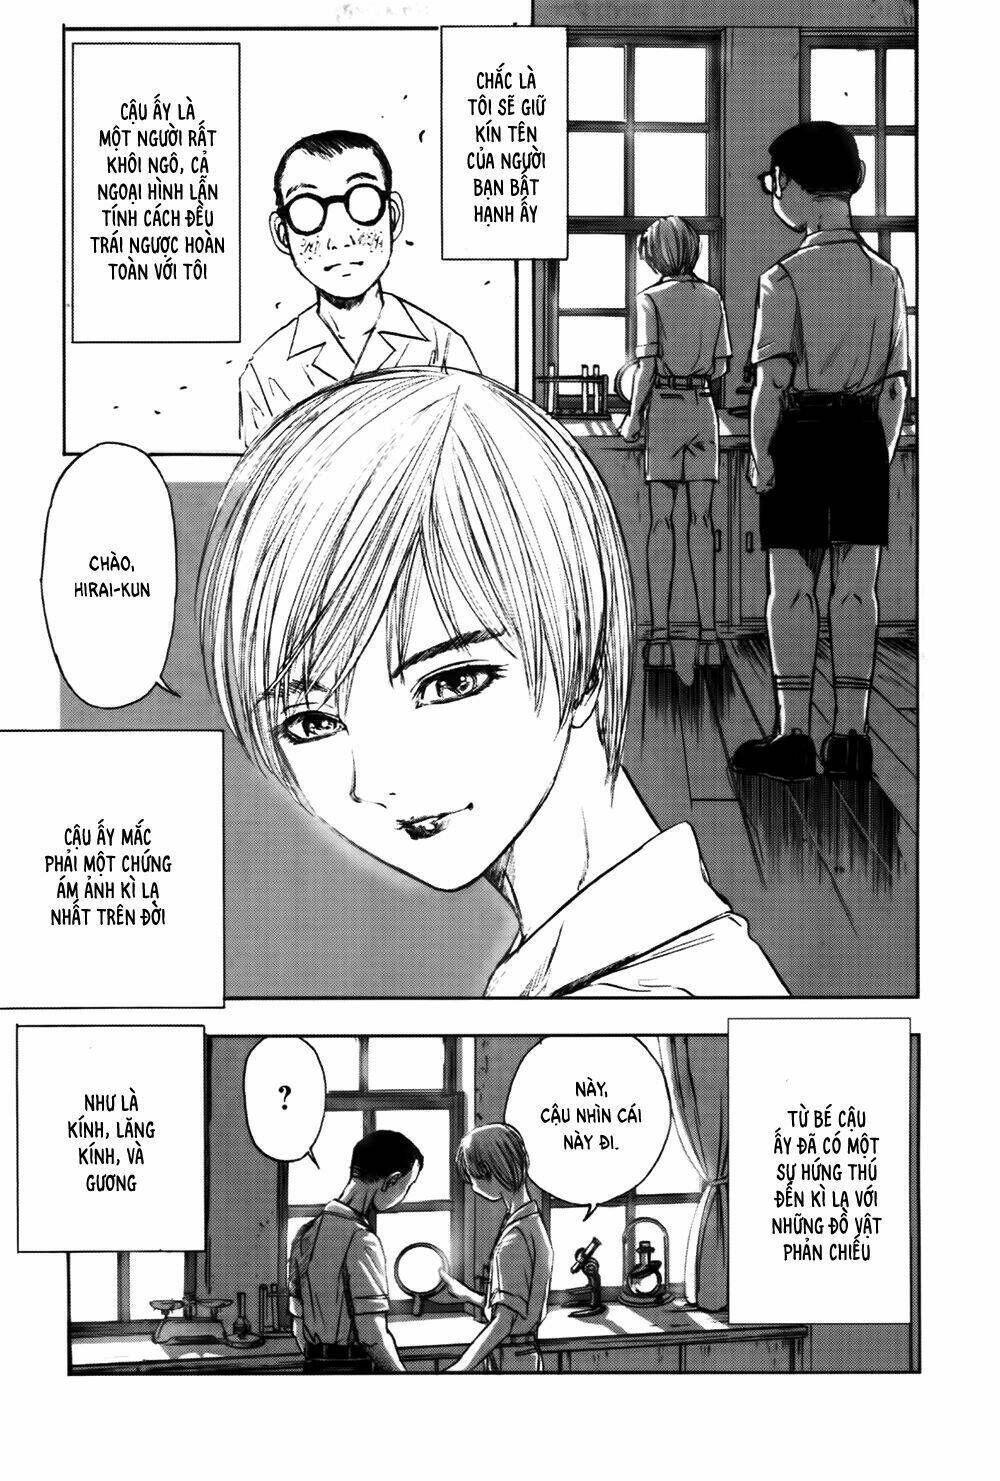 CHẮC LÀ
TÔI SẼ GIỮ
KÍN TÊN
CỦA NGƯỜI
BẠN BẤT
HẠNH ẤY
CẬU ẤY LÀ
MỘT NGƯỜI RẤT
KHÔI NGÔ, CẢ
NGOẠI HÌNH LẪN
TÍNH CÁCH ĐỀU
TRÁI NGƯỢC HOÀN
TOÀN VỚI TÔI
CHÀO,
HIRAI-KUN
CẬU ẤY MẮC
PHẢI MỘT CHỨNG
ÁM ẢNH KÌ LẠ
NHẤT TRÊN ĐỜI
TỪ BÉ CẬU
ẤY ĐÃ CÓ MỘT
SỰ HỨNG THÚ
ĐẾN KÌ LẠ VỚI
NHỮNG ĐỒ VẬT
PHẢN CHIẾU
NÀY,
CẬU NHÌN CÁI
NÀY ĐI.
?
NHƯ LÀ
KÍNH, LĂNG
KÍNH, VÀ
GƯƠNG